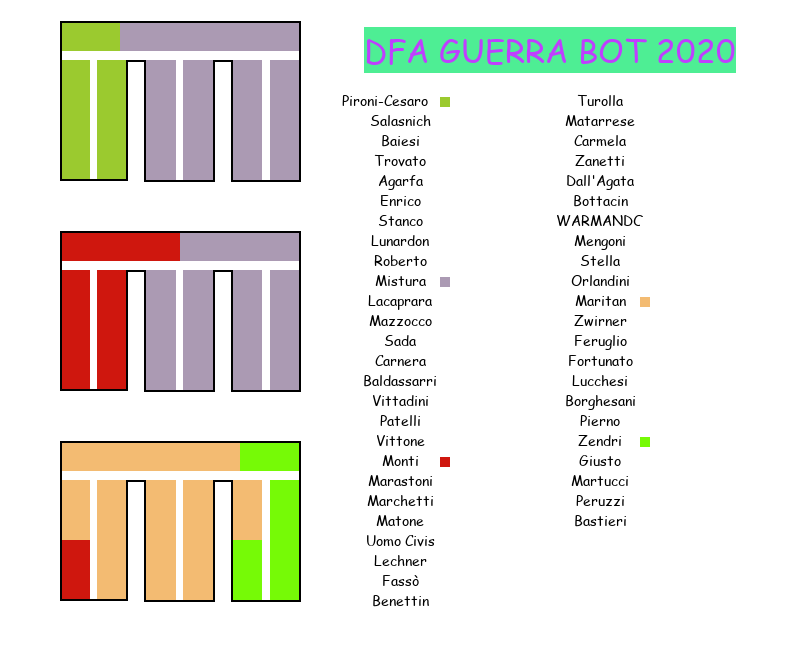 DFA GUERRA BOT 2020
Pironi-Cesaro
Salasnich
Baiesi
Trovato
Agarfa
Enrico
Stanco
Lunardon
Roberto
Mistura
Lacaprara
Mazzocco
Sada
Carnera
Baldassarri
Vittadini
Patelli
Vittone
Monti
Marastoni
Marchetti
Matone
Uomo Civis
Lechner
Fassò
Benettin
Turolla
Matarrese
Carmela
Zanetti
Dall'Agata
Bottacin
WARMANDC
Mengoni
Stella
Orlandini
Maritan
Zwirner
Feruglio
Fortunato
Lucchesi
Borghesani
Pierno
Zendri
Giusto
Martucci
Peruzzi
Bastieri